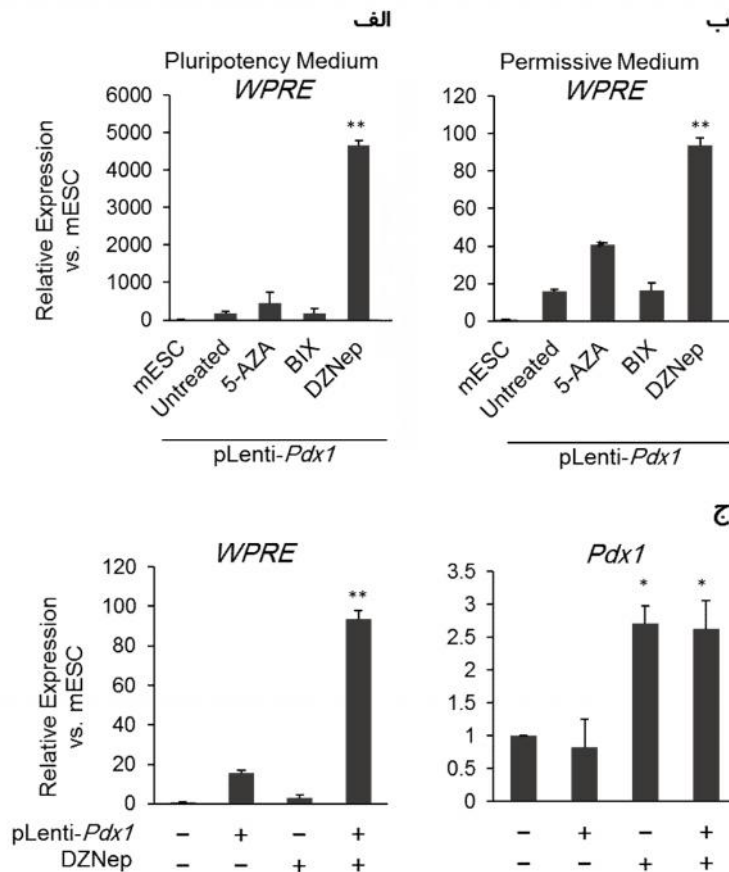 الف
Pluripotency Medium
WPRE
6000
5000
4000
3000
2000
1000
0
**
Relative Expression
vs. mESC
mESC
Untreated
5-AZA
BIX
DZNep
pLenti-Pdx1
ب
Permissive Medium
WPRE
120
100
80
60
40
20
0
*
**
mESC
Untreated
5-AZA
BIX
DZNep
pLenti-Pdx1
ج
WPRE
120
100
80
60
40
20
0
**
Relative Expression
vs. mESC
Pdx1
3.5
3
2.5
2
1.5
1
0.5
0
* *
pLenti-Pdx1 − + − + − + − +
DZNep − − + + − − + +